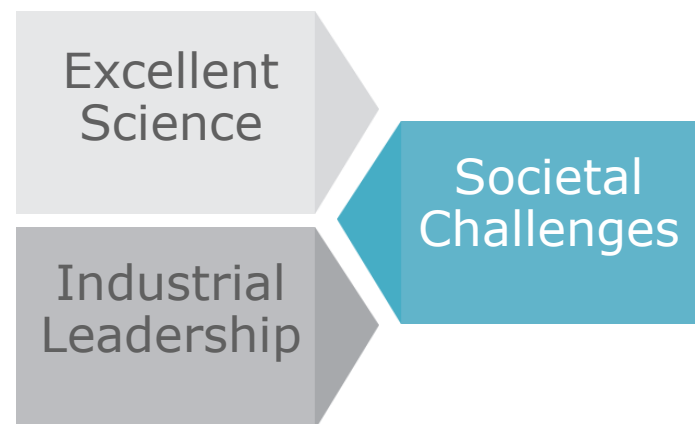 Excellent
Science
Societal
Challenges
Industrial
Leadership